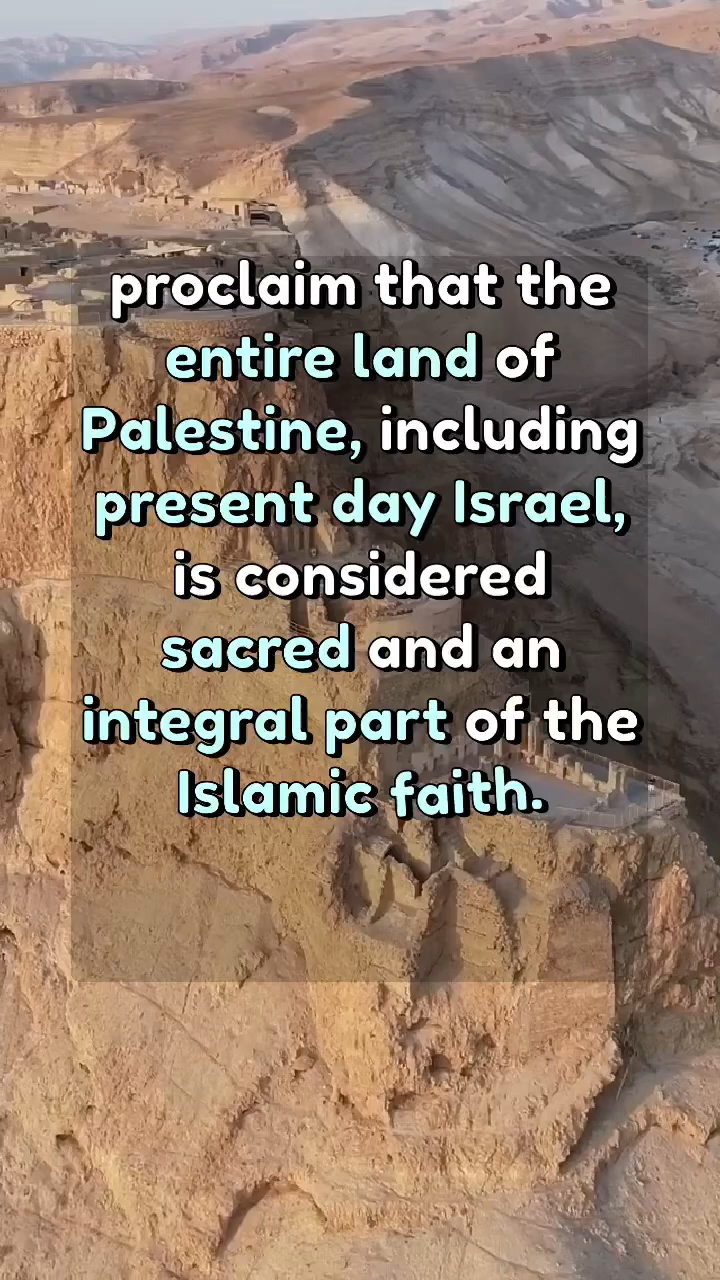 proclaim that the
entire land of
Palestine, including
present day Israel,
is considered
sacred and an
integral part of the
Islamic faith.